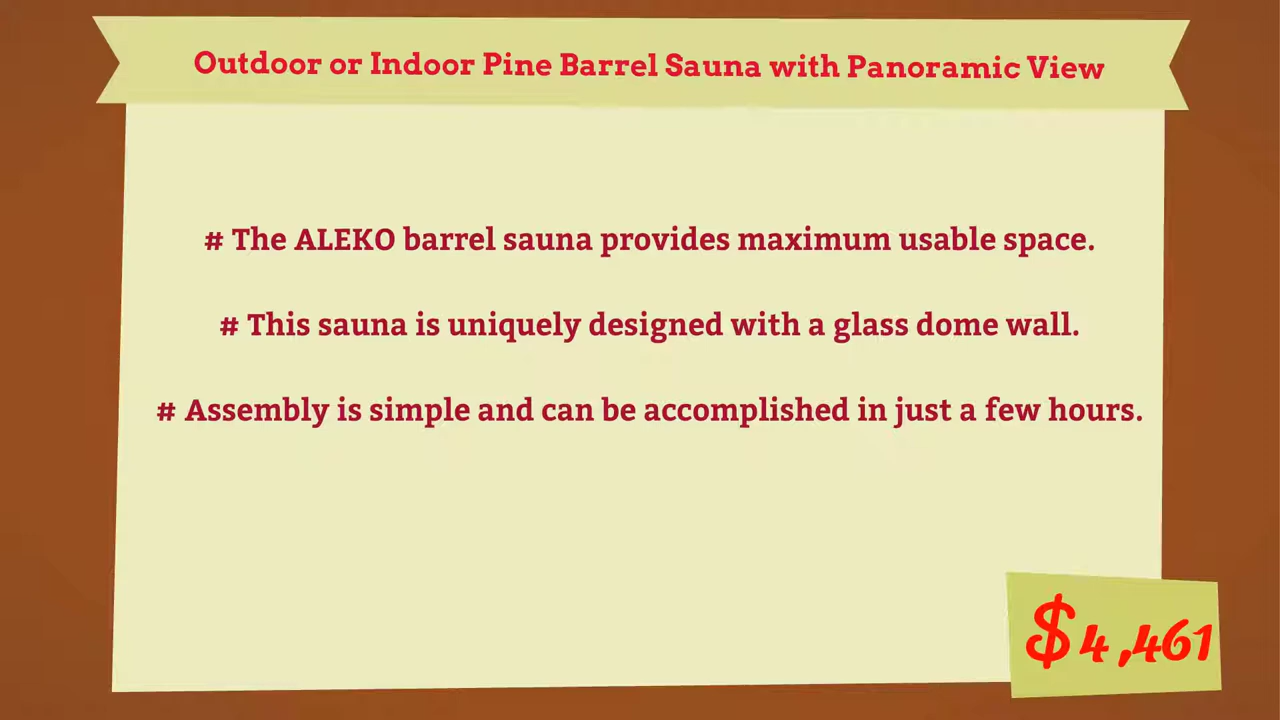 Outdoor or Indoor Pine Barrel Sauna with Panoramic View
# The ALEKO barrel sauna provides maximum usable space.
# This sauna is uniquely designed with a glass dome wall.
# Assembly is simple and can be accomplished in just a few hours.
$4,461